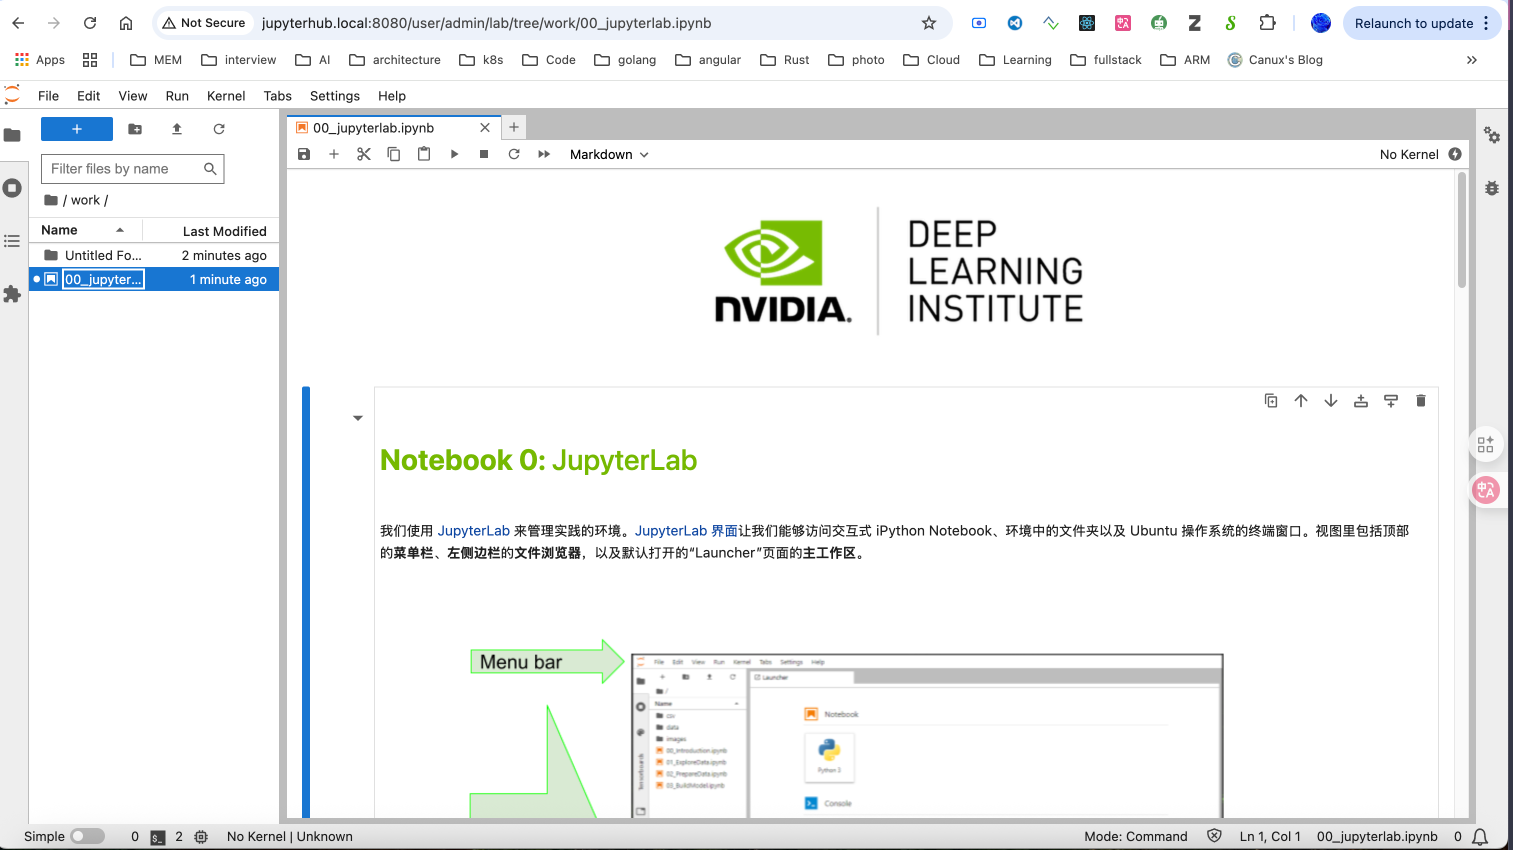 Not Secure
jupyterhub.local:8080/user/admin/lab/tree/work/00_jupyterlab.ipynb
Relaunch to update
Apps
MEM
interview
AI
architecture
k8s
Code
golang
angular
Rust
photo
Cloud
Learning
fullstack
ARM
Canux's Blog
File
Edit
View
Run
Kernel
Tabs
Settings
Help
Filter files by name
/ work /
Name
Last Modified
Untitled Fo...
2 minutes ago
00_jupyter...
1 minute ago
00_jupyterlab.ipynb
Markdown
No Kernel
NVIDIA.
DEEP
LEARNING
INSTITUTE
Notebook 0: JupyterLab
我们使用 JupyterLab 来管理实践的环境。JupyterLab 界面让我们能够访问交互式 iPython Notebook、环境中的文件夹以及 Ubuntu 操作系统的终端窗口。视图里包括顶部
的菜单栏、左侧边栏的文件浏览器，以及默认打开的“Launcher”页面的主工作区。
Menu bar
File Edit View Run Kernel Tabs Settings Help
Launcher
/
Name
csv
data
images
00_Introduction.ipynb
01_ExploreData.ipynb
02_PrepareData.ipynb
03_BuildModel.ipynb
Notebook
Python 3
Console
Simple
0
2
No Kernel | Unknown
Mode: Command
Ln 1, Col 1
00_jupyterlab.ipynb
0